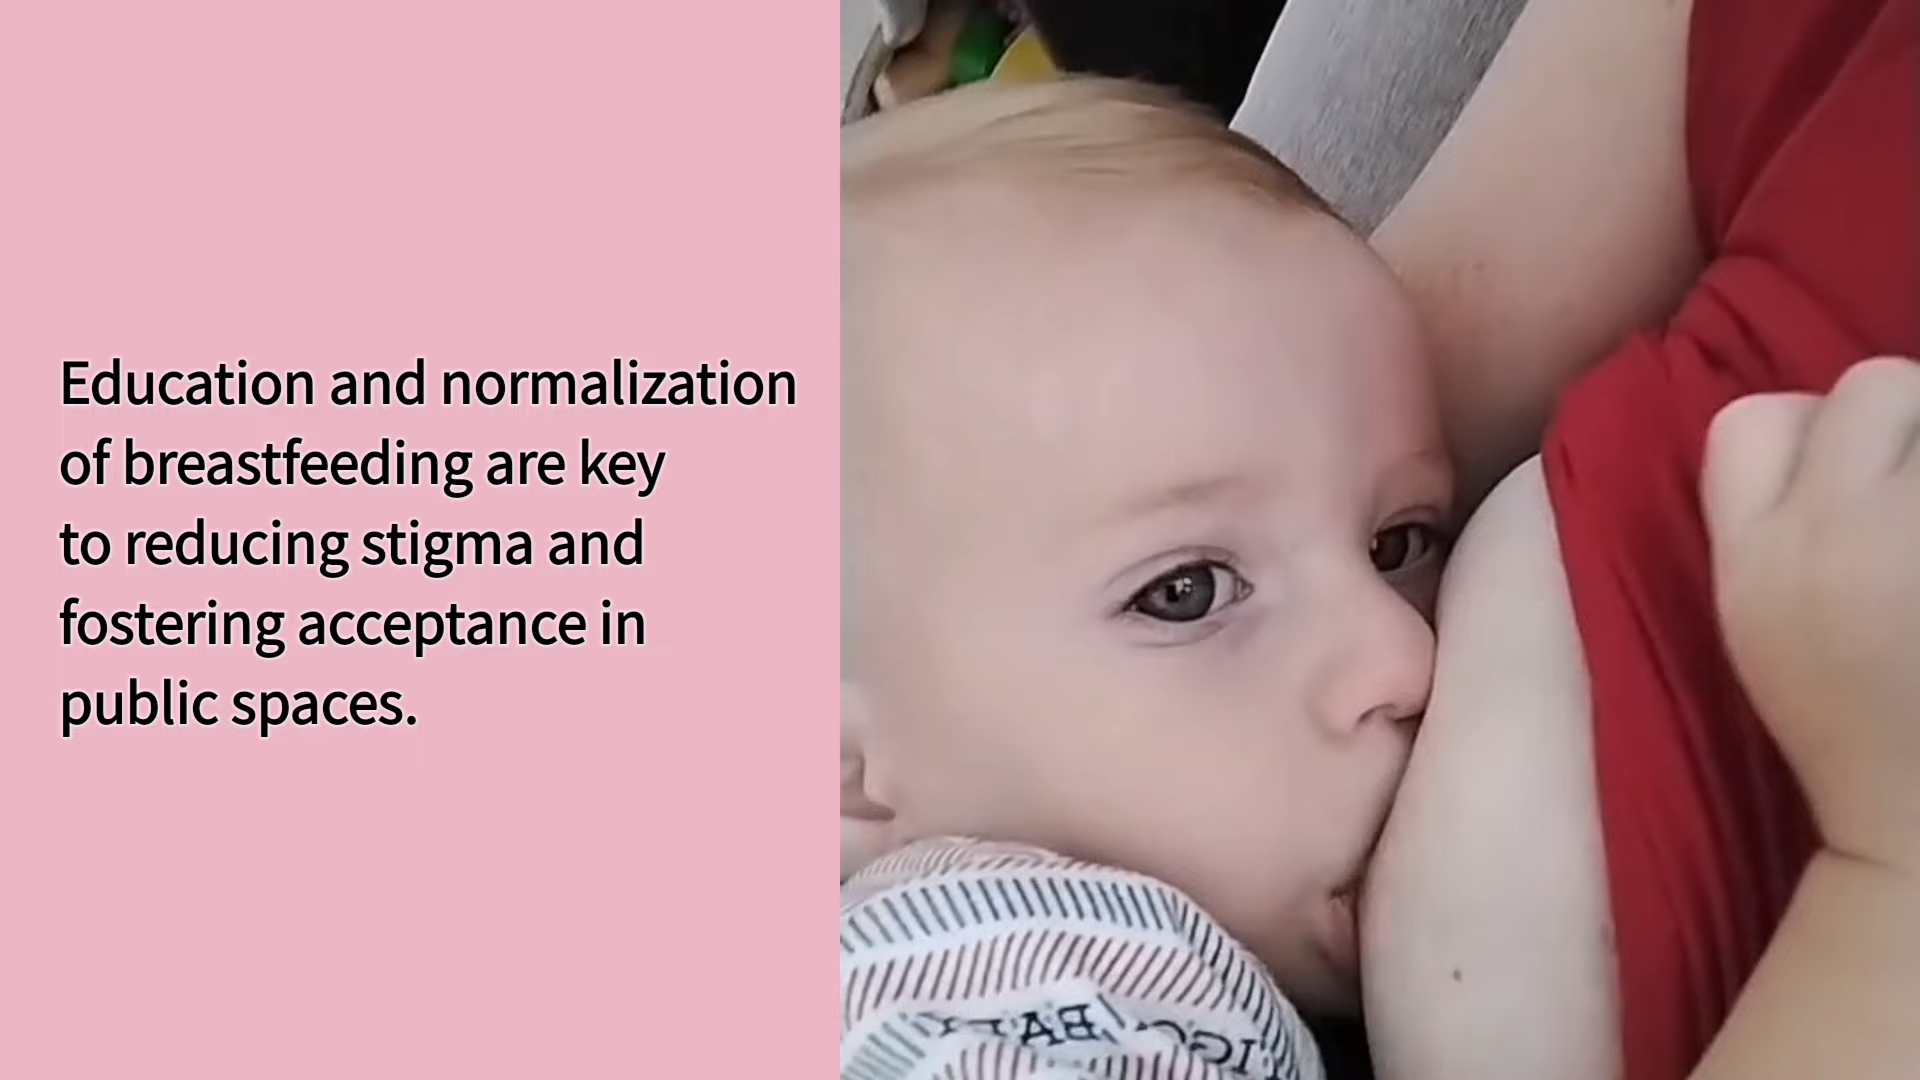 Education and normalization
of breastfeeding are key
to reducing stigma and
fostering acceptance in
public spaces.